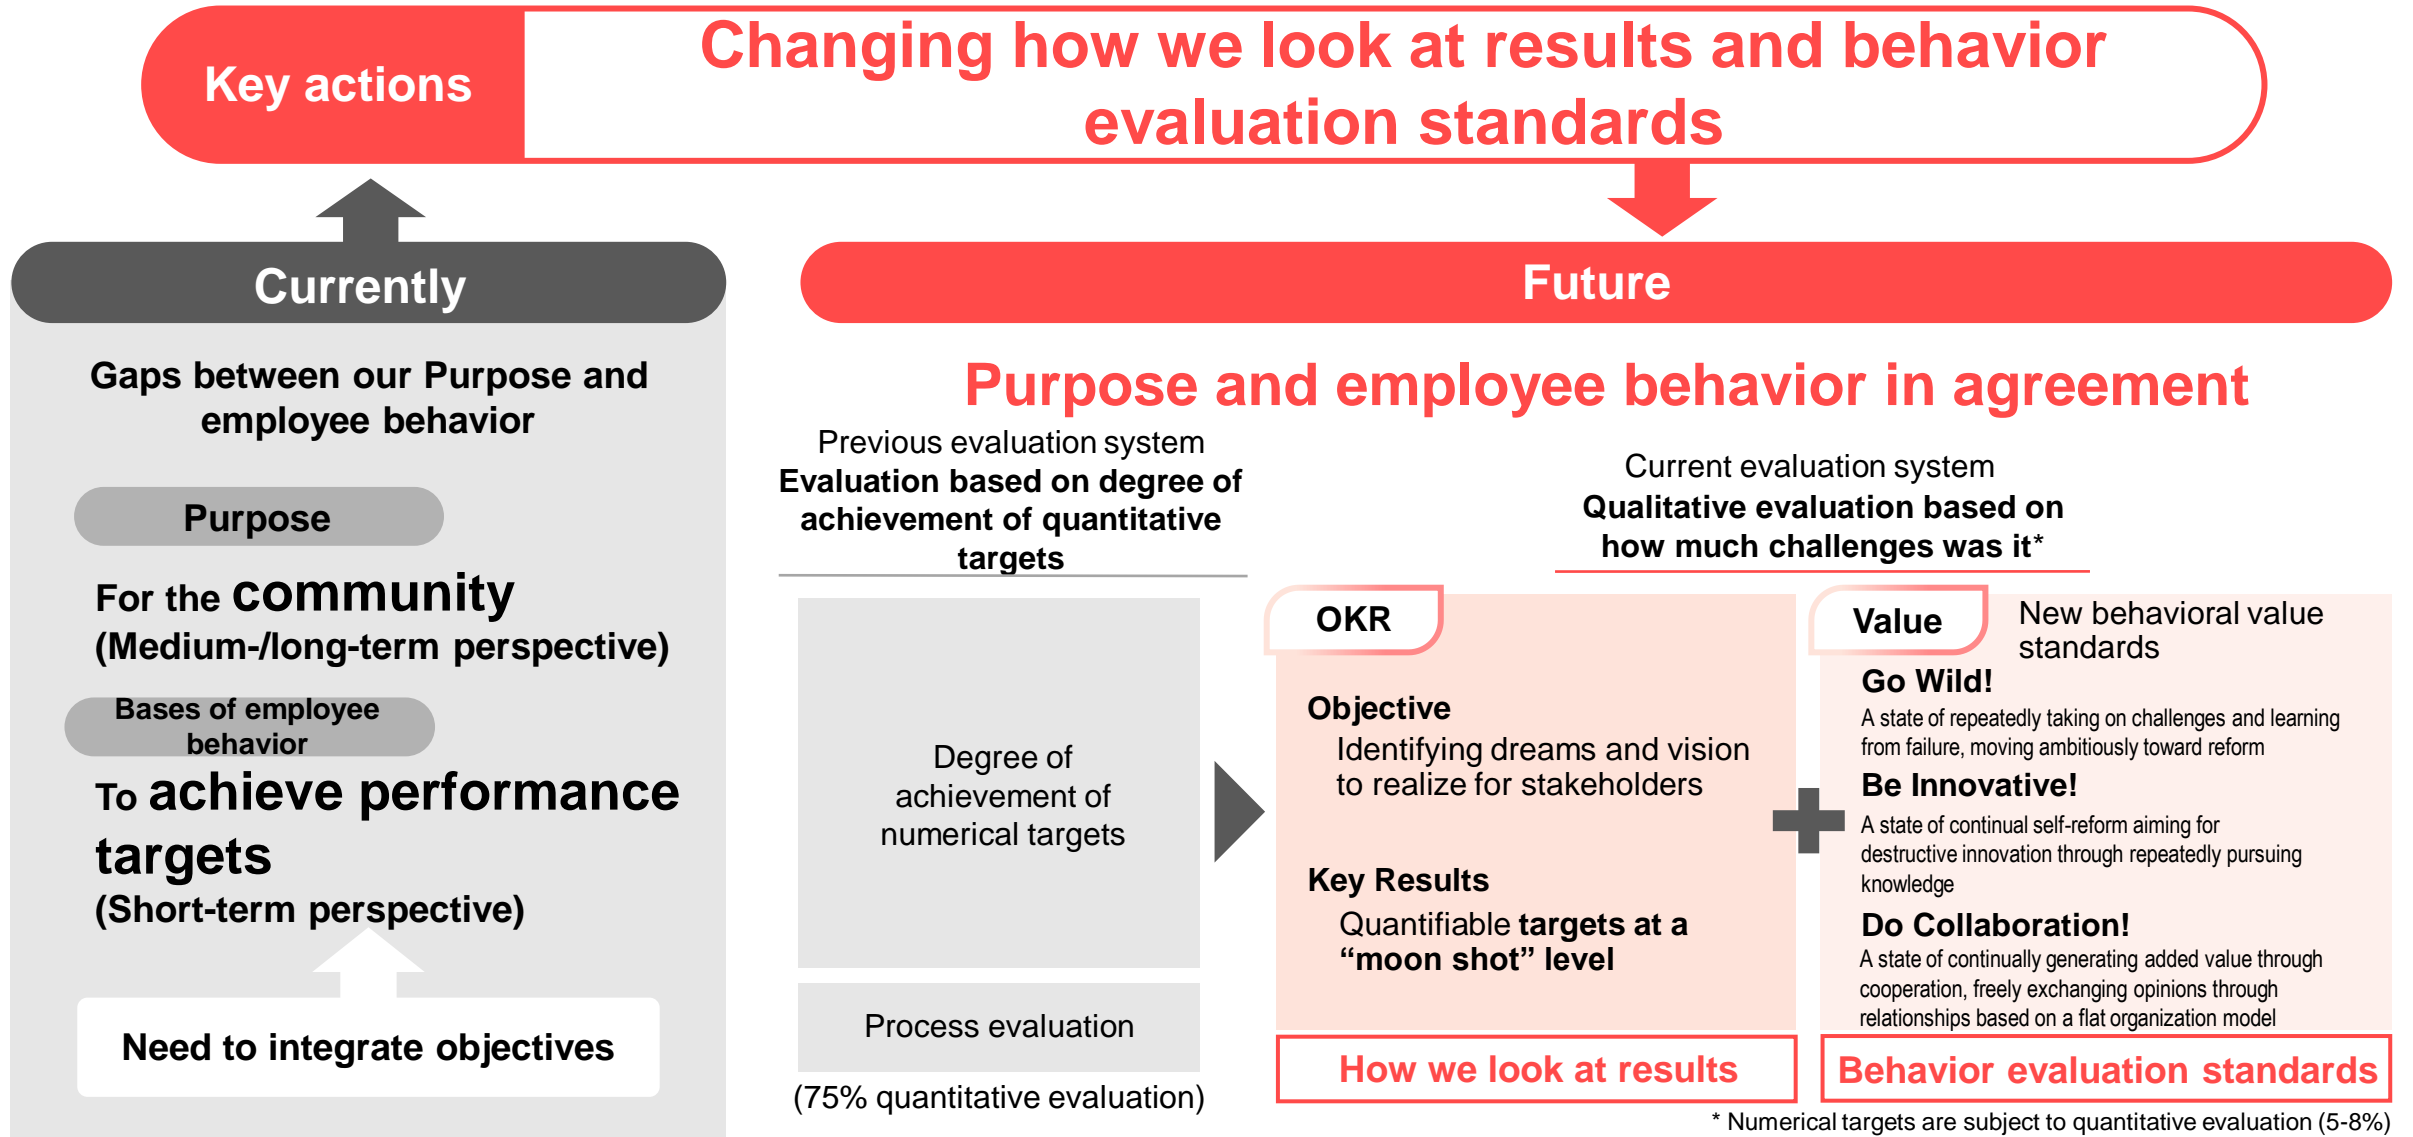 Key actions
Changing how we look at results and behavior
evaluation standards
Currently
Gaps between our Purpose and
employee behavior
Purpose
For the community
(Medium-/long-term perspective)
Bases of employee
behavior
To achieve performance
targets
(Short-term perspective)
Need to integrate objectives
Future
Purpose and employee behavior in agreement
Previous evaluation system
Evaluation based on degree of
achievement of quantitative
targets
Degree of
achievement of
numerical targets
Process evaluation
(75% quantitative evaluation)
Current evaluation system
Qualitative evaluation based on
how much challenges was it*
OKR
Objective
Identifying dreams and vision
to realize for stakeholders
Key Results
Quantifiable targets at a
“moon shot” level
How we look at results
Value
New behavioral value
standards
Go Wild!
A state of repeatedly taking on challenges and learning
from failure, moving ambitiously toward reform
Be Innovative!
A state of continual self-reform aiming for
destructive innovation through repeatedly pursuing
knowledge
Do Collaboration!
A state of continually generating added value through
cooperation, freely exchanging opinions through
relationships based on a flat organization model
Behavior evaluation standards
* Numerical targets are subject to quantitative evaluation (5-8%)